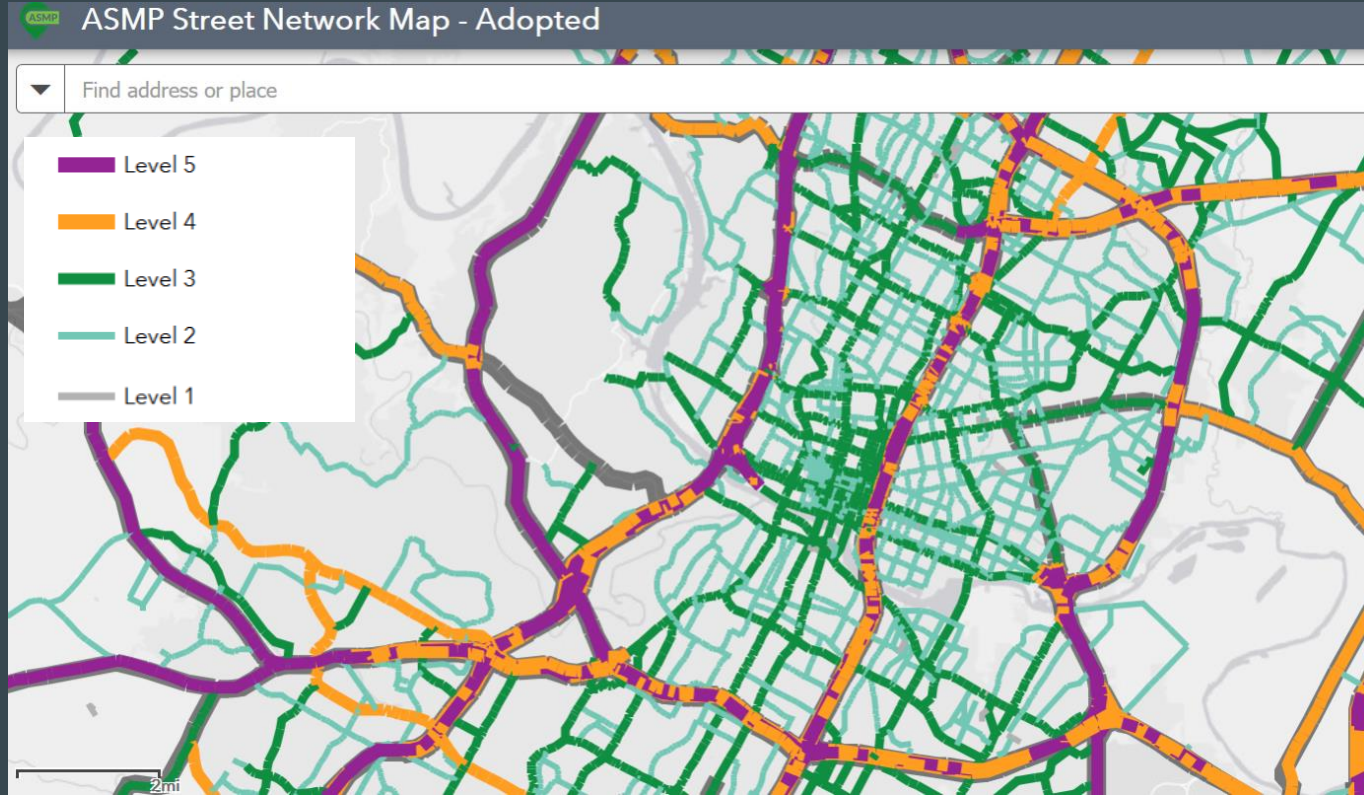 ASMP
ASMP Street Network Map - Adopted
Find address or place
Level 5
Level 4
Level 3
Level 2
Level 1
2mi